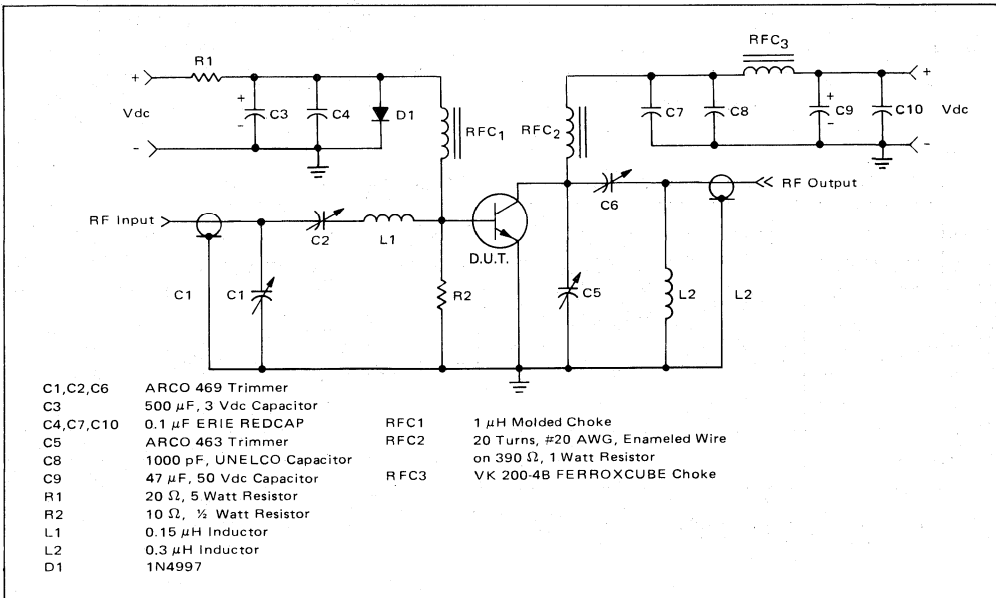 RFC3
R1
+
+
+
+
Vdc
C3
C4
D1
RFC1
RFC2
C7
C8
C9
C10
Vdc
-
-
-
-
RF Input
C2
L1
D.U.T.
C6
RF Output
C1
C1
R2
C5
L2
L2
C1,C2,C6 ARCO 469 Trimmer
C3 500 μF, 3 Vdc Capacitor
C4,C7,C10 0.1 μF ERIE REDCAP
C5 ARCO 463 Trimmer
C8 1000 pF, UNELCO Capacitor
C9 47 μF, 50 Vdc Capacitor
R1 20 Ω, 5 Watt Resistor
R2 10 Ω, ½ Watt Resistor
L1 0.15 μH Inductor
L2 0.3 μH Inductor
D1 1N4997
RFC1 1 μH Molded Choke
RFC2 20 Turns, #20 AWG, Enameled Wire
on 390 Ω, 1 Watt Resistor
RFC3 VK 200-4B FERROXCUBE Choke